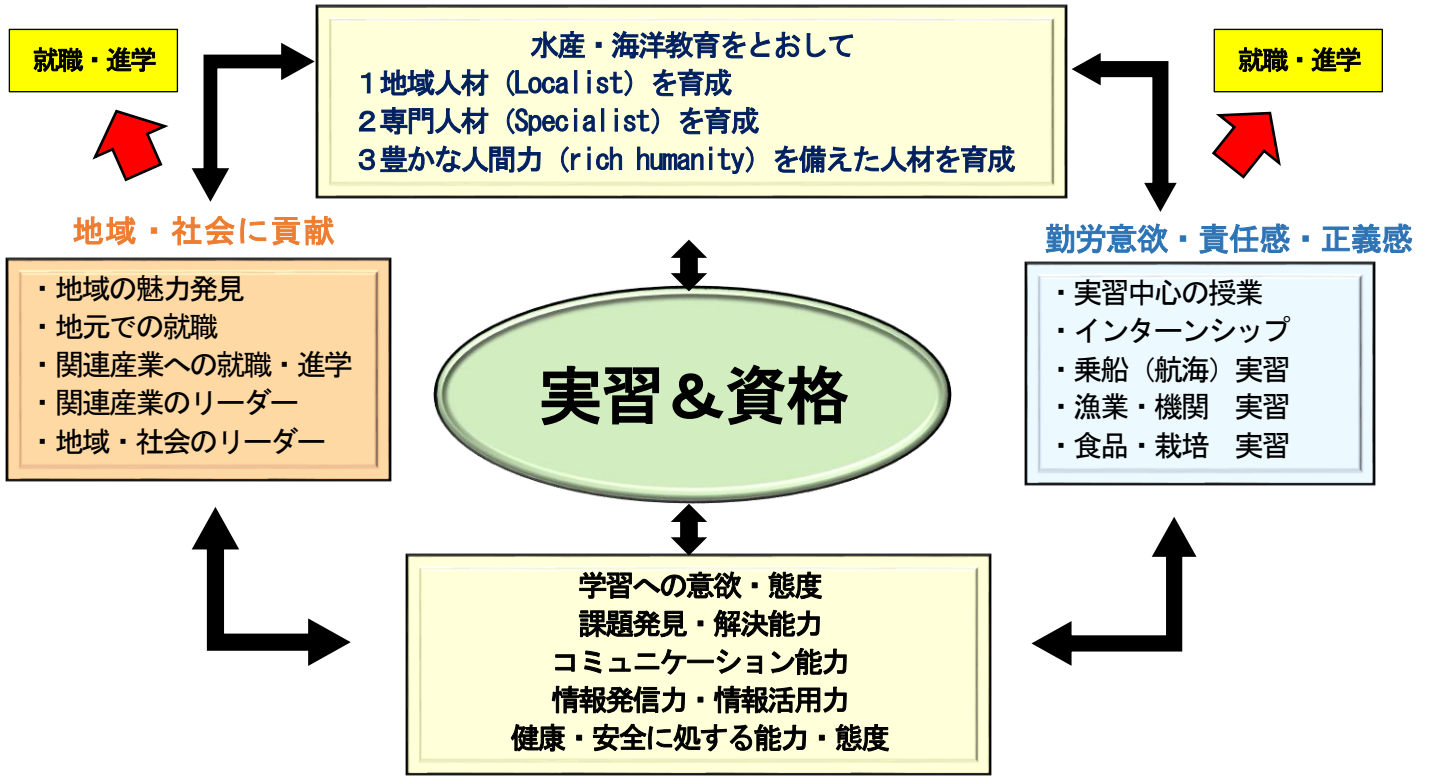 就職・進学
水産・海洋教育をとおして
1地域人材(Localist)を育成
2専門人材(Specialist)を育成
3豊かな人間力(rich humanity)を備えた人材を育成
就職・進学
地域・社会に貢献
・地域の魅力発見
・地元での就職
・関連産業への就職・進学
・関連産業のリーダー
・地域・社会のリーダー
実習&資格
勤労意欲・責任感・正義感
・実習中心の授業
・インターンシップ
・乗船(航海)実習
・漁業・機関 実習
・食品・栽培 実習
学習への意欲・態度
課題発見・解決能力
コミュニケーション能力
情報発信力・情報活用力
健康・安全に処する能力・態度